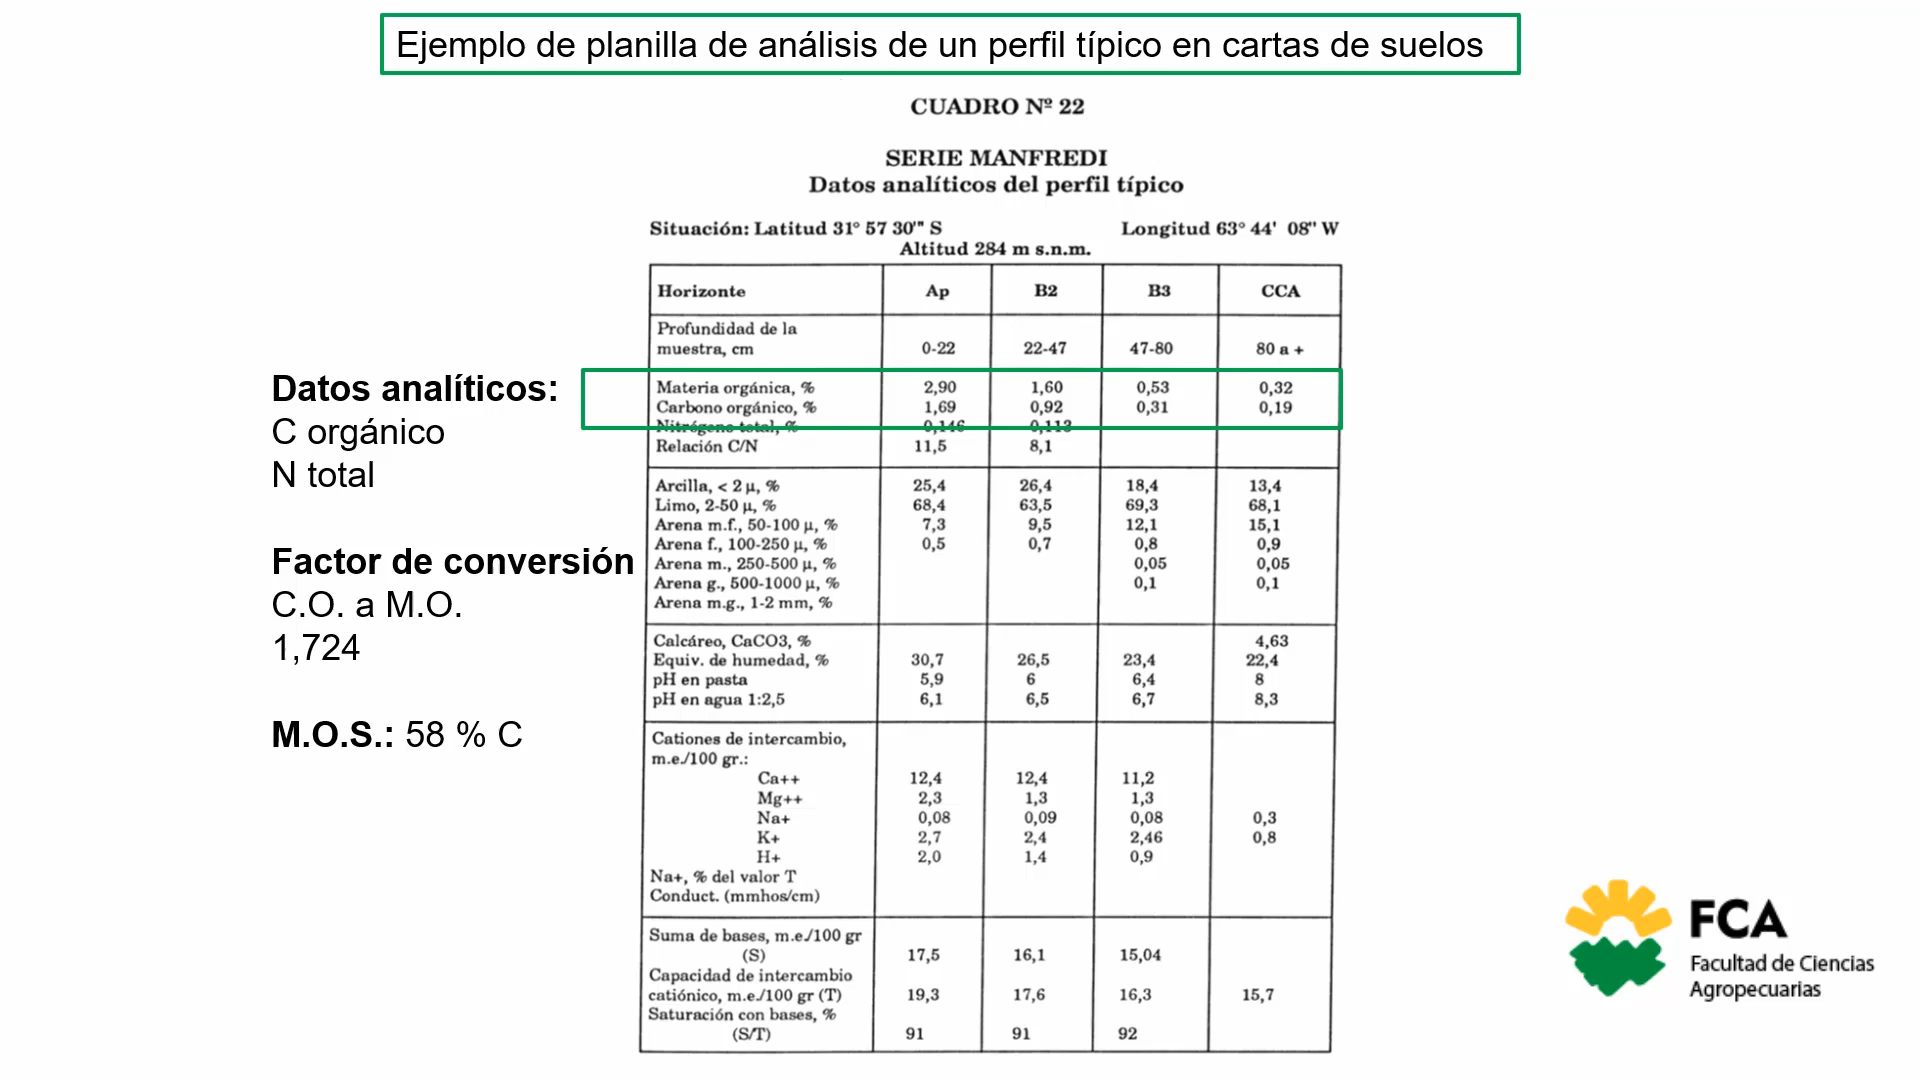 Ejemplo de planilla de análisis de un perfil típico en cartas de suelos
CUADRO Nº 22
SERIE MANFREDI
Datos analíticos del perfil típico
Situación: Latitud 31° 57 30'" S Longitud 63° 44' 08" W
Altitud 284 m s.n.m.
Datos analíticos:
C orgánico
N total
Factor de conversión
C.O. a M.O.
1,724
M.O.S.: 58 % C
Horizonte Ap B2 B3 CCA
Profundidad de la
muestra, cm 0-22 22-47 47-80 80 a +
Materia orgánica, % 2,90 1,60 0,53 0,32
Carbono orgánico, % 1,69 0,92 0,31 0,19
Nitrógeno total, % 0,146 0,113
Relación C/N 11,5 8,1
Arcilla, < 2 µ, % 25,4 26,4 18,4 13,4
Limo, 2-50 µ, % 68,4 63,5 69,3 68,1
Arena m.f., 50-100 µ, % 7,3 9,5 12,1 15,1
Arena f., 100-250 µ, % 0,5 0,7 0,8 0,9
Arena m., 250-500 µ, % 0,05 0,05
Arena g., 500-1000 µ, % 0,1 0,1
Arena m.g., 1-2 mm, %
Calcáreo, CaCO3, % 4,63
Equiv. de humedad, % 30,7 26,5 23,4 22,4
pH en pasta 5,9 6 6,4 8
pH en agua 1:2,5 6,1 6,5 6,7 8,3
Cationes de intercambio,
m.e./100 gr.:
Ca++ 12,4 12,4 11,2
Mg++ 2,3 1,3 1,3
Na+ 0,08 0,09 0,08 0,3
K+ 2,7 2,4 2,46 0,8
H+ 2,0 1,4 0,9
Na+, % del valor T
Conduct. (mmhos/cm)
Suma de bases, m.e./100 gr
(S) 17,5 16,1 15,04
Capacidad de intercambio
catiónico, m.e./100 gr (T) 19,3 17,6 16,3 15,7
Saturación con bases, %
(S/T) 91 91 92
FCA
Facultad de Ciencias
Agropecuarias